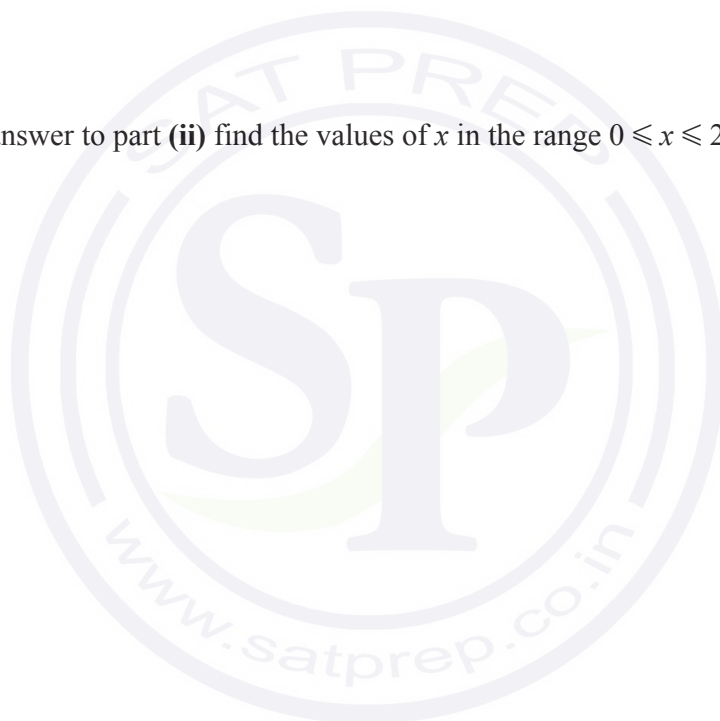 SAT PREP
nswer to part (ii) find the values of x in the range 0 ⩽ x ⩽ 2
SP
www.satprep.co.in